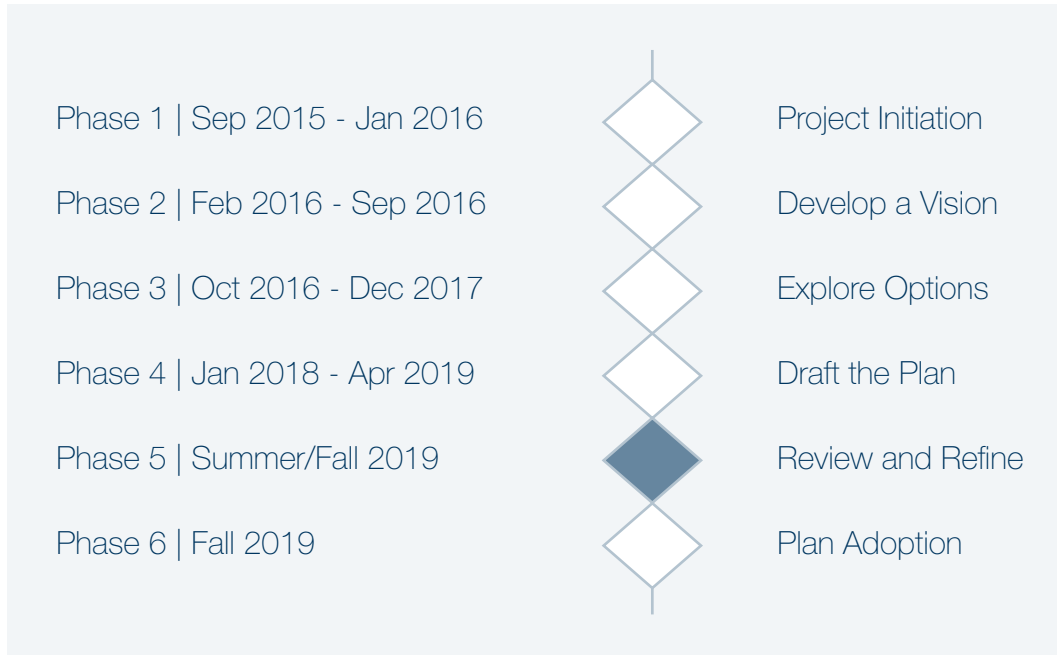 Phase 1 | Sep 2015 - Jan 2016 Project Initiation
Phase 2 | Feb 2016 - Sep 2016 Develop a Vision
Phase 3 | Oct 2016 - Dec 2017 Explore Options
Phase 4 | Jan 2018 - Apr 2019 Draft the Plan
Phase 5 | Summer/Fall 2019 Review and Refine
Phase 6 | Fall 2019 Plan Adoption